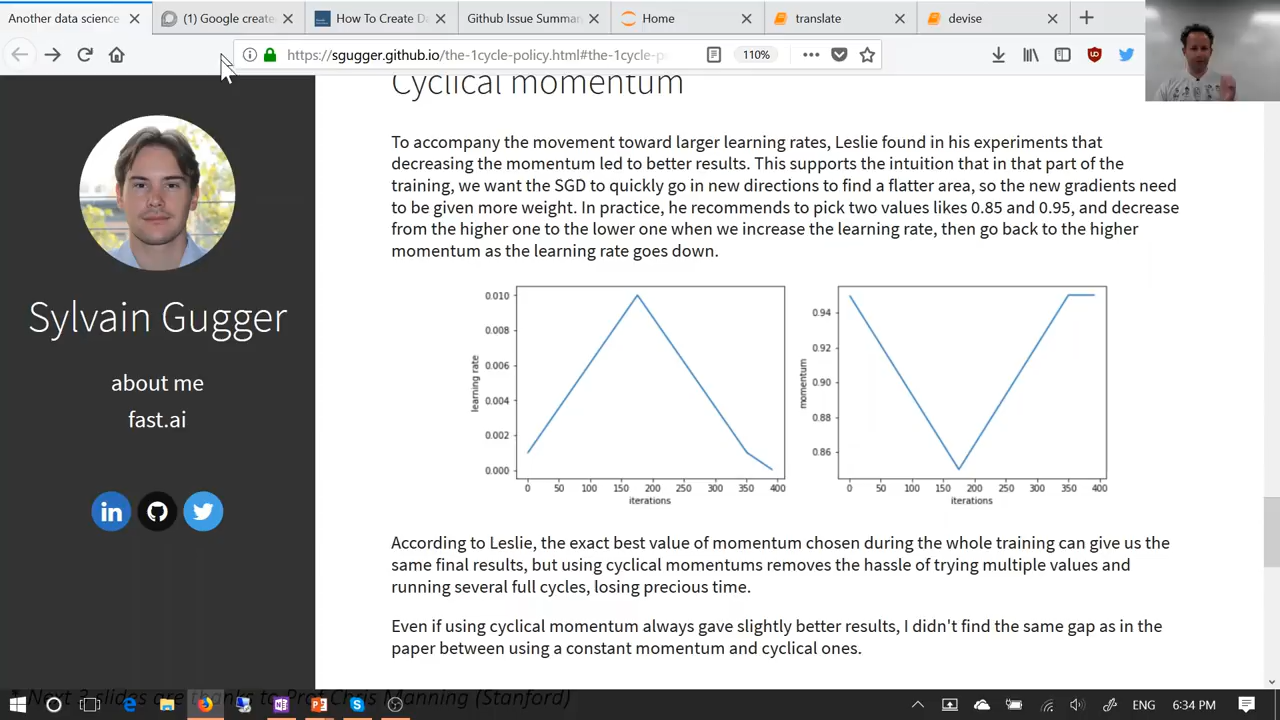 Another data science
(1) Google create
How To Create D
Github Issue Summar
Home
translate
devise
https://sgugger.github.io/the-1cycle-policy.html#the-1cycle-p
110%
Cyclical momentum
To accompany the movement toward larger learning rates, Leslie found in his experiments that
decreasing the momentum led to better results. This supports the intuition that in that part of the
training, we want the SGD to quickly go in new directions to find a flatter area, so the new gradients need
to be given more weight. In practice, he recommends to pick two values likes 0.85 and 0.95, and decrease
from the higher one to the lower one when we increase the learning rate, then go back to the higher
momentum as the learning rate goes down.
Sylvain Gugger
about me
fast.ai
in
learning rate
0.010
0.008
0.006
0.004
0.002
0.000
0 50 100 150 200 250 300 350 400
iterations
momentum
0.94
0.92
0.90
0.88
0.86
0 50 100 150 200 250 300 350 400
iterations
According to Leslie, the exact best value of momentum chosen during the whole training can give us the
same final results, but using cyclical momentums removes the hassle of trying multiple values and
running several full cycles, losing precious time.
Even if using cyclical momentum always gave slightly better results, I didn't find the same gap as in the
paper between using a constant momentum and cyclical ones.
* Next 3 slides are thanks to Prof Chris Manning (Stanford)
ENG
6:34 PM